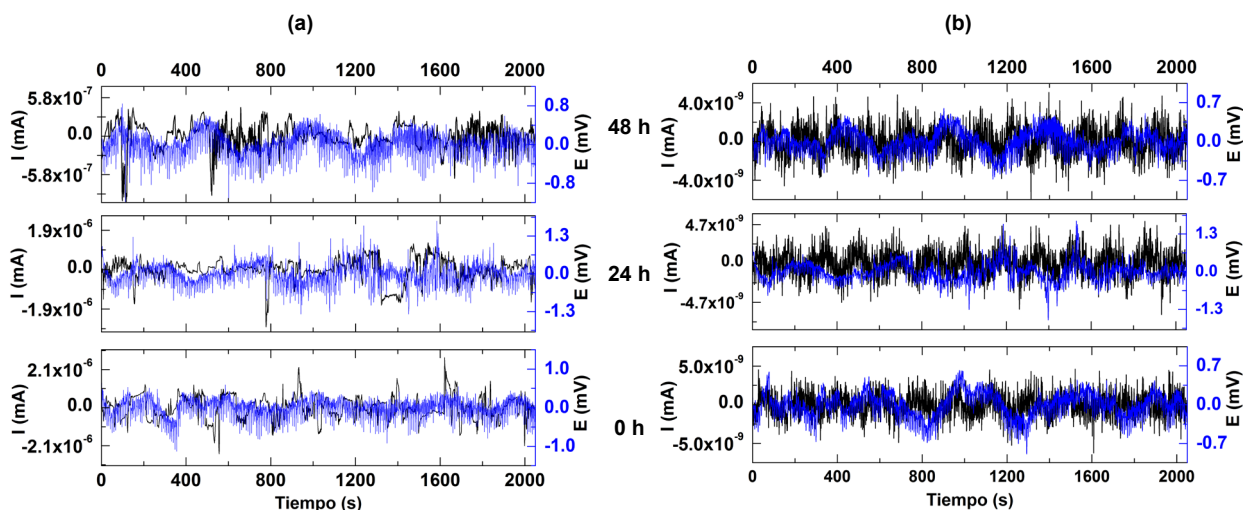 (a)
0 400 800 1200 1600 2000
5.8x10⁻⁷
0.0
-5.8x10⁻⁷
I (mA)
0.8
0.0
-0.8
E (mV)
1.9x10⁻⁶
0.0
-1.9x10⁻⁶
I (mA)
1.3
0.0
-1.3
E (mV)
2.1x10⁻⁶
0.0
-2.1x10⁻⁶
I (mA)
1.0
0.0
-1.0
E (mV)
0 400 800 1200 1600 2000
Tiempo (s)
48 h
24 h
0 h
(b)
0 400 800 1200 1600 2000
4.0x10⁻⁹
0.0
-4.0x10⁻⁹
I (mA)
0.7
0.0
-0.7
E (mV)
4.7x10⁻⁹
0.0
-4.7x10⁻⁹
I (mA)
1.3
0.0
-1.3
E (mV)
5.0x10⁻⁹
0.0
-5.0x10⁻⁹
I (mA)
0.7
0.0
-0.7
E (mV)
0 400 800 1200 1600 2000
Tiempo (s)